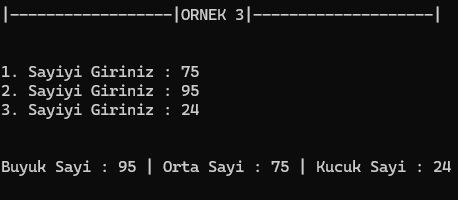 |------------------|ORNEK 3|--------------------|
1. Sayiyi Giriniz : 75
2. Sayiyi Giriniz : 95
3. Sayiyi Giriniz : 24
Buyuk Sayi : 95 | Orta Sayi : 75 | Kucuk Sayi : 24